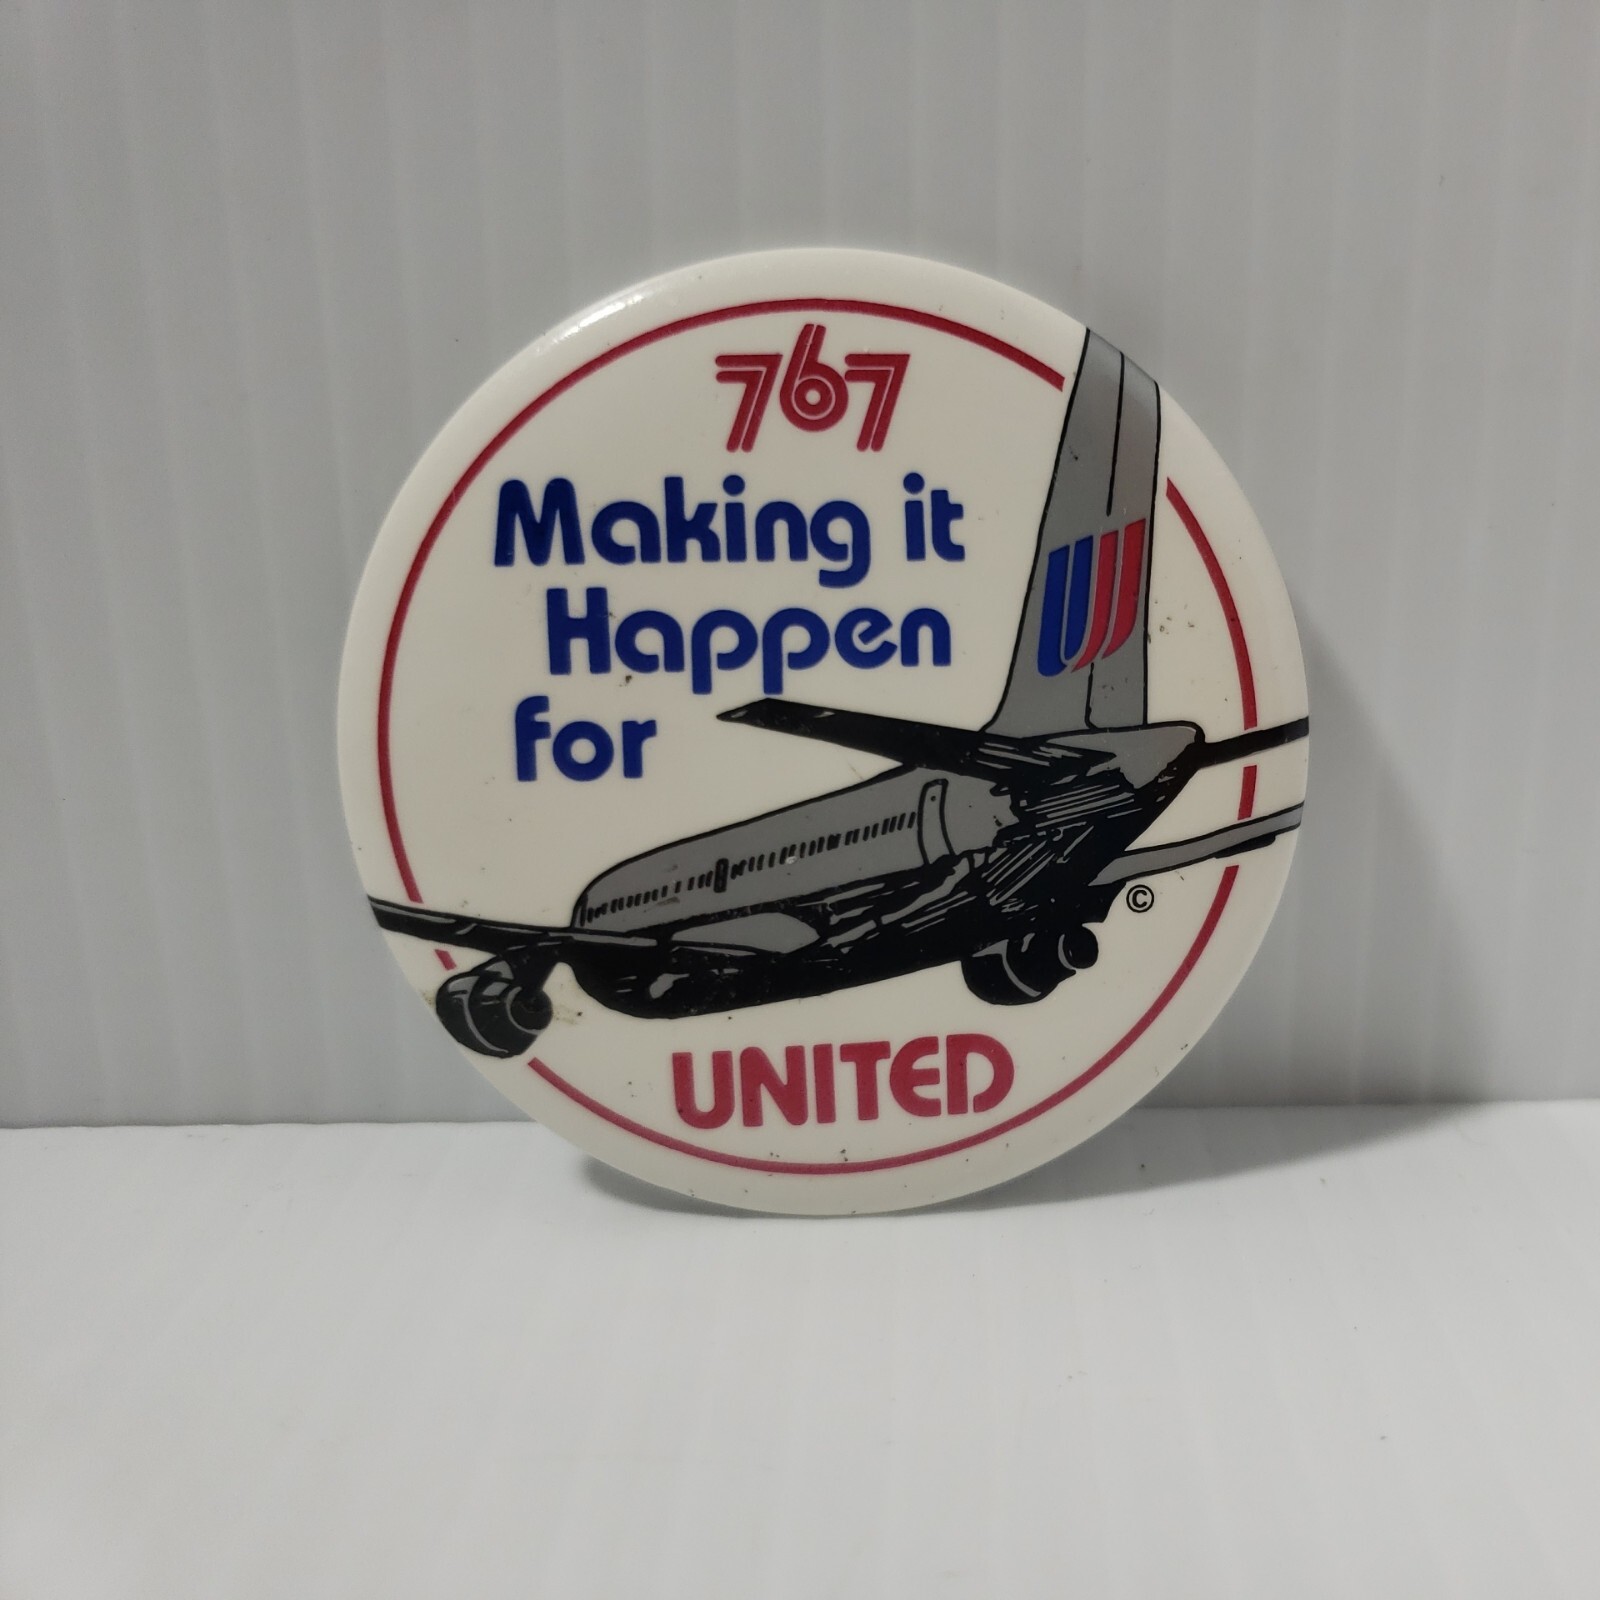 767
Making it
Happen
for
©
UNITED